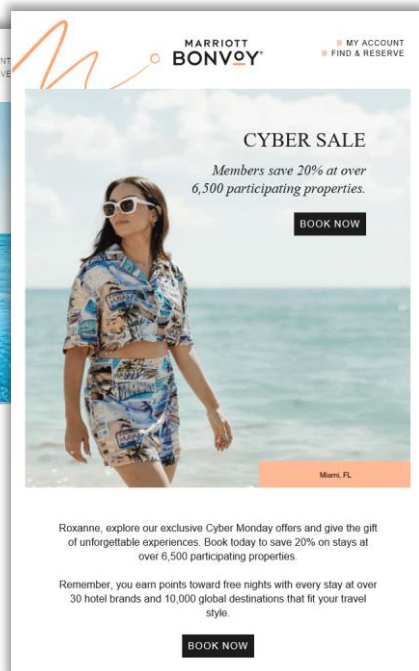 NT
VE
MARRIOTT
BONVOY
» MY ACCOUNT
» FIND & RESERVE
CYBER SALE
Members save 20% at over
6,500 participating properties.
BOOK NOW
Miami, FL
Roxanne, explore our exclusive Cyber Monday offers and give the gift
of unforgettable experiences. Book today to save 20% on stays at
over 6,500 participating properties.
Remember, you earn points toward free nights with every stay at over
30 hotel brands and 10,000 global destinations that fit your travel
style.
BOOK NOW